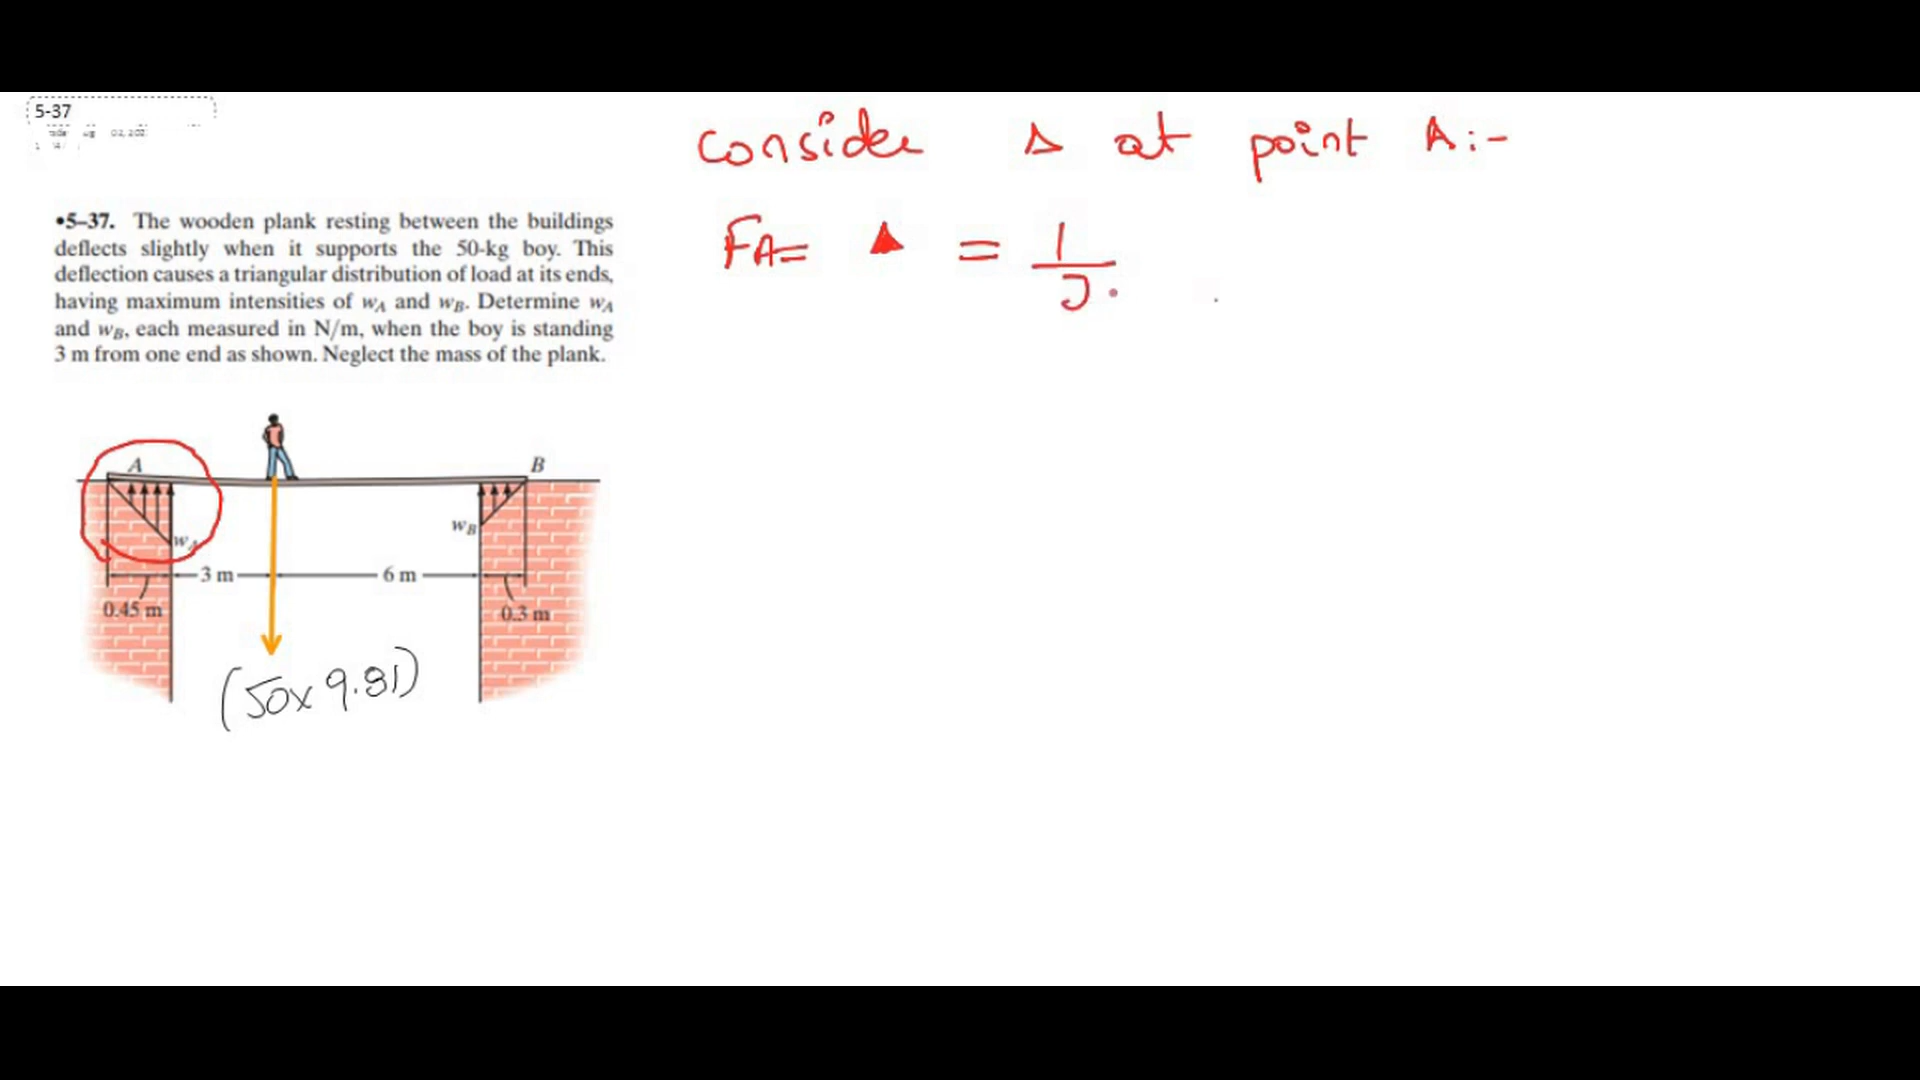 5-37
•5–37. The wooden plank resting between the buildings
deflects slightly when it supports the 50-kg boy. This
deflection causes a triangular distribution of load at its ends,
having maximum intensities of wA and wB. Determine wA
and wB, each measured in N/m, when the boy is standing
3 m from one end as shown. Neglect the mass of the plank.
consider Δ at point A:-
FA= ▲ = 1
A
B
wB
wA
3 m
6 m
0.45 m
0.3 m
(50x9.81)